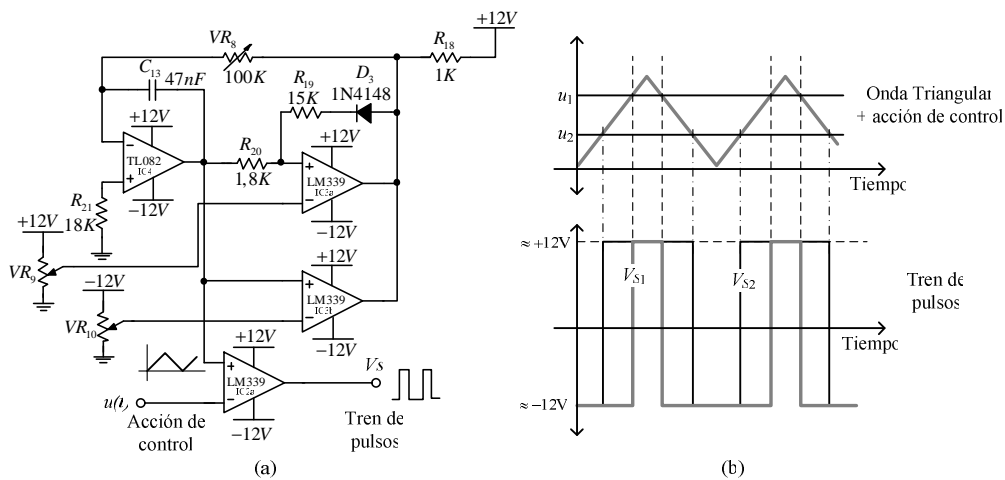 +12V
VR8
R18
100K
1K
C13
47nF
R19
D3
15K
1N4148
+12V
+12V
TL082
IC4
R20
1,8K
LM339
IC3a
−12V
−12V
R21
18K
+12V
VR9
−12V
VR10
+12V
LM339
IC3b
−12V
+12V
LM339
IC2a
−12V
Vs
u(t)
Acción de
control
Tren de
pulsos
(a)
u1
u2
Onda Triangular
+ acción de control
Tiempo
≈+12V
VS1
VS2
Tren de
pulsos
Tiempo
≈−12V
(b)